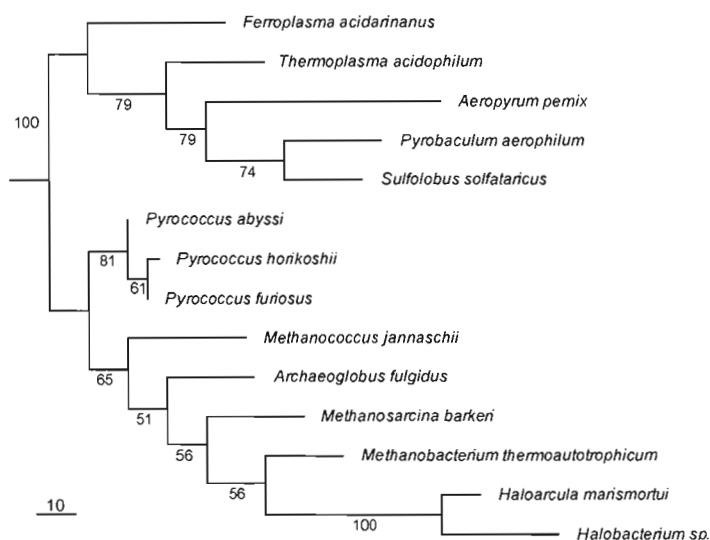 Ferroplasma acidarinanus
Thermoplasma acidophilum
79
Aeropyrum pernix
100
79
Pyrobaculum aerophilum
74
Sulfolobus solfataricus
Pyrococcus abyssi
81
Pyrococcus horikoshii
61
Pyrococcus furiosus
Methanococcus jannaschii
65
Archaeoglobus fulgidus
51
Methanosarcina barkeri
56
Methanobacterium thermoautotrophicum
56
Haloarcula marismortui
10
100
Halobacterium sp.